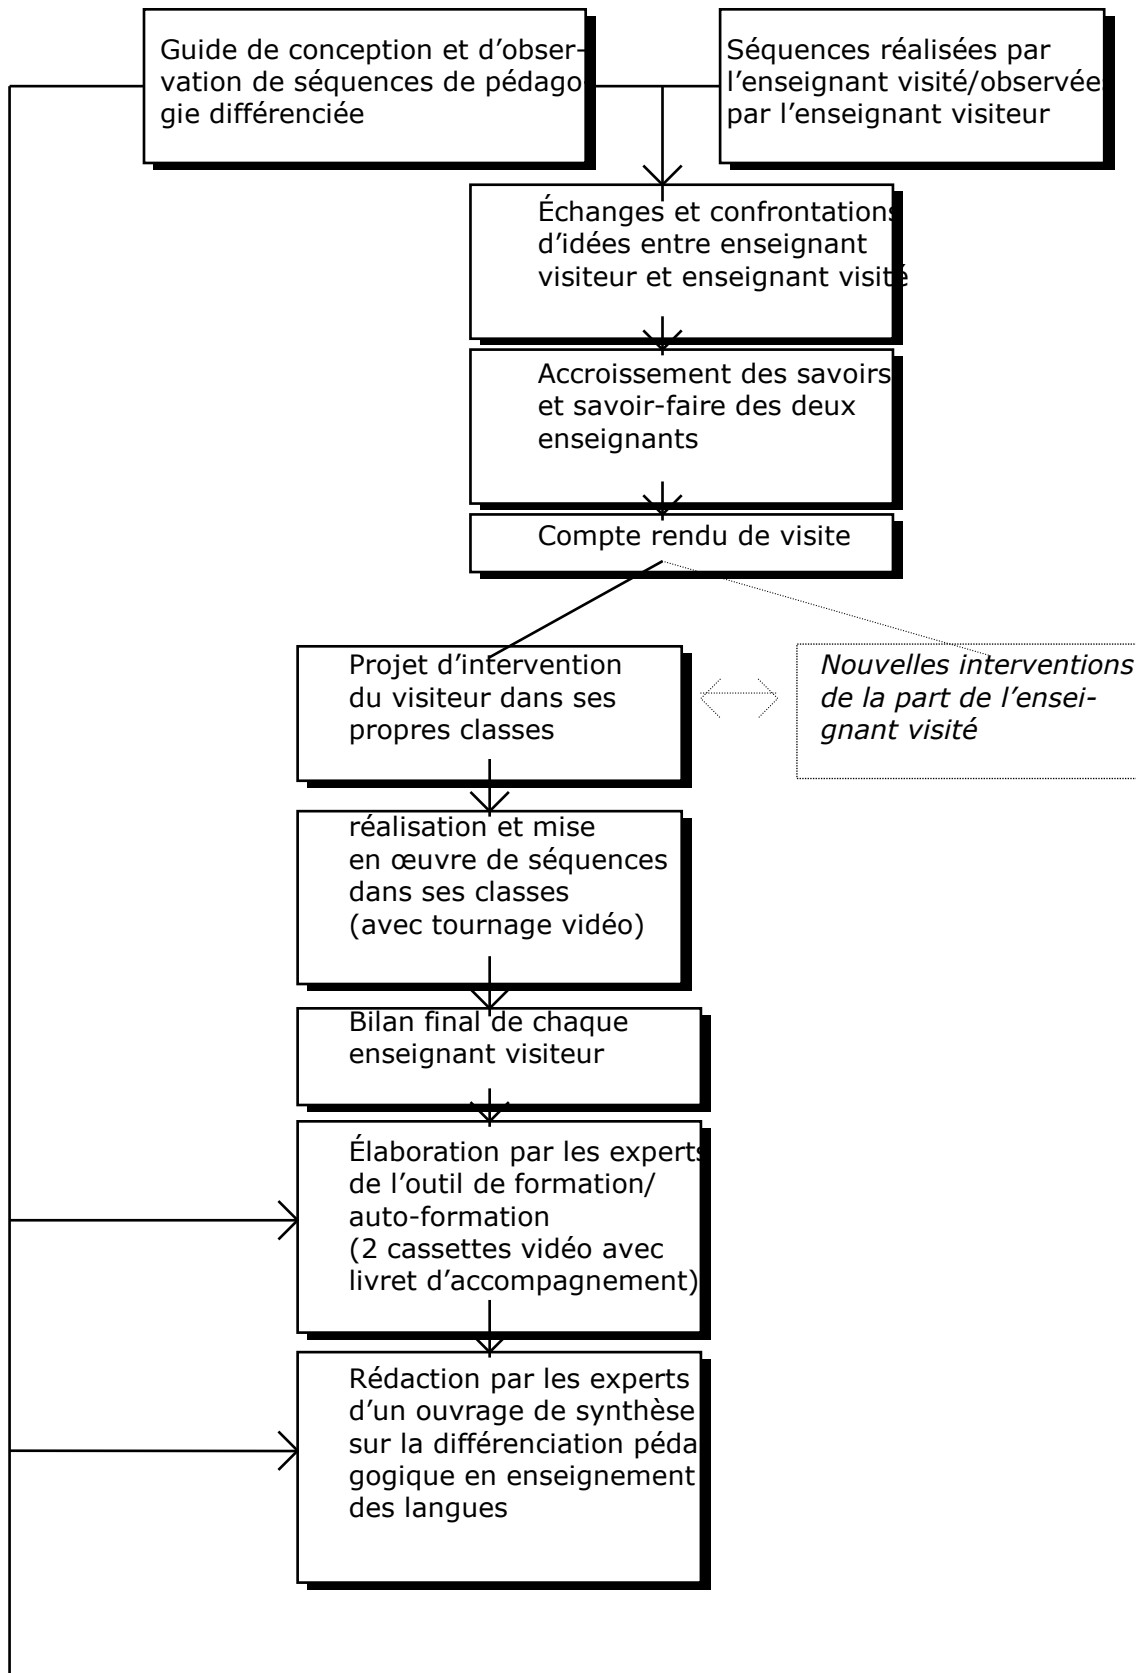 Guide de conception et d’obser-
vation de séquences de pédago-
gie différenciée
Séquences réalisées par
l’enseignant visité/observées
par l’enseignant visiteur
Échanges et confrontations
d’idées entre enseignant
visiteur et enseignant visité
Accroissement des savoirs
et savoir-faire des deux
enseignants
Compte rendu de visite
Projet d’intervention
du visiteur dans ses
propres classes
Nouvelles interventions
de la part de l’ensei-
gnant visité
réalisation et mise
en œuvre de séquences
dans ses classes
(avec tournage vidéo)
Bilan final de chaque
enseignant visiteur
Élaboration par les experts
de l’outil de formation/
auto-formation
(2 cassettes vidéo avec
livret d’accompagnement)
Rédaction par les experts
d’un ouvrage de synthèse
sur la différenciation péda
gogique en enseignement
des langues